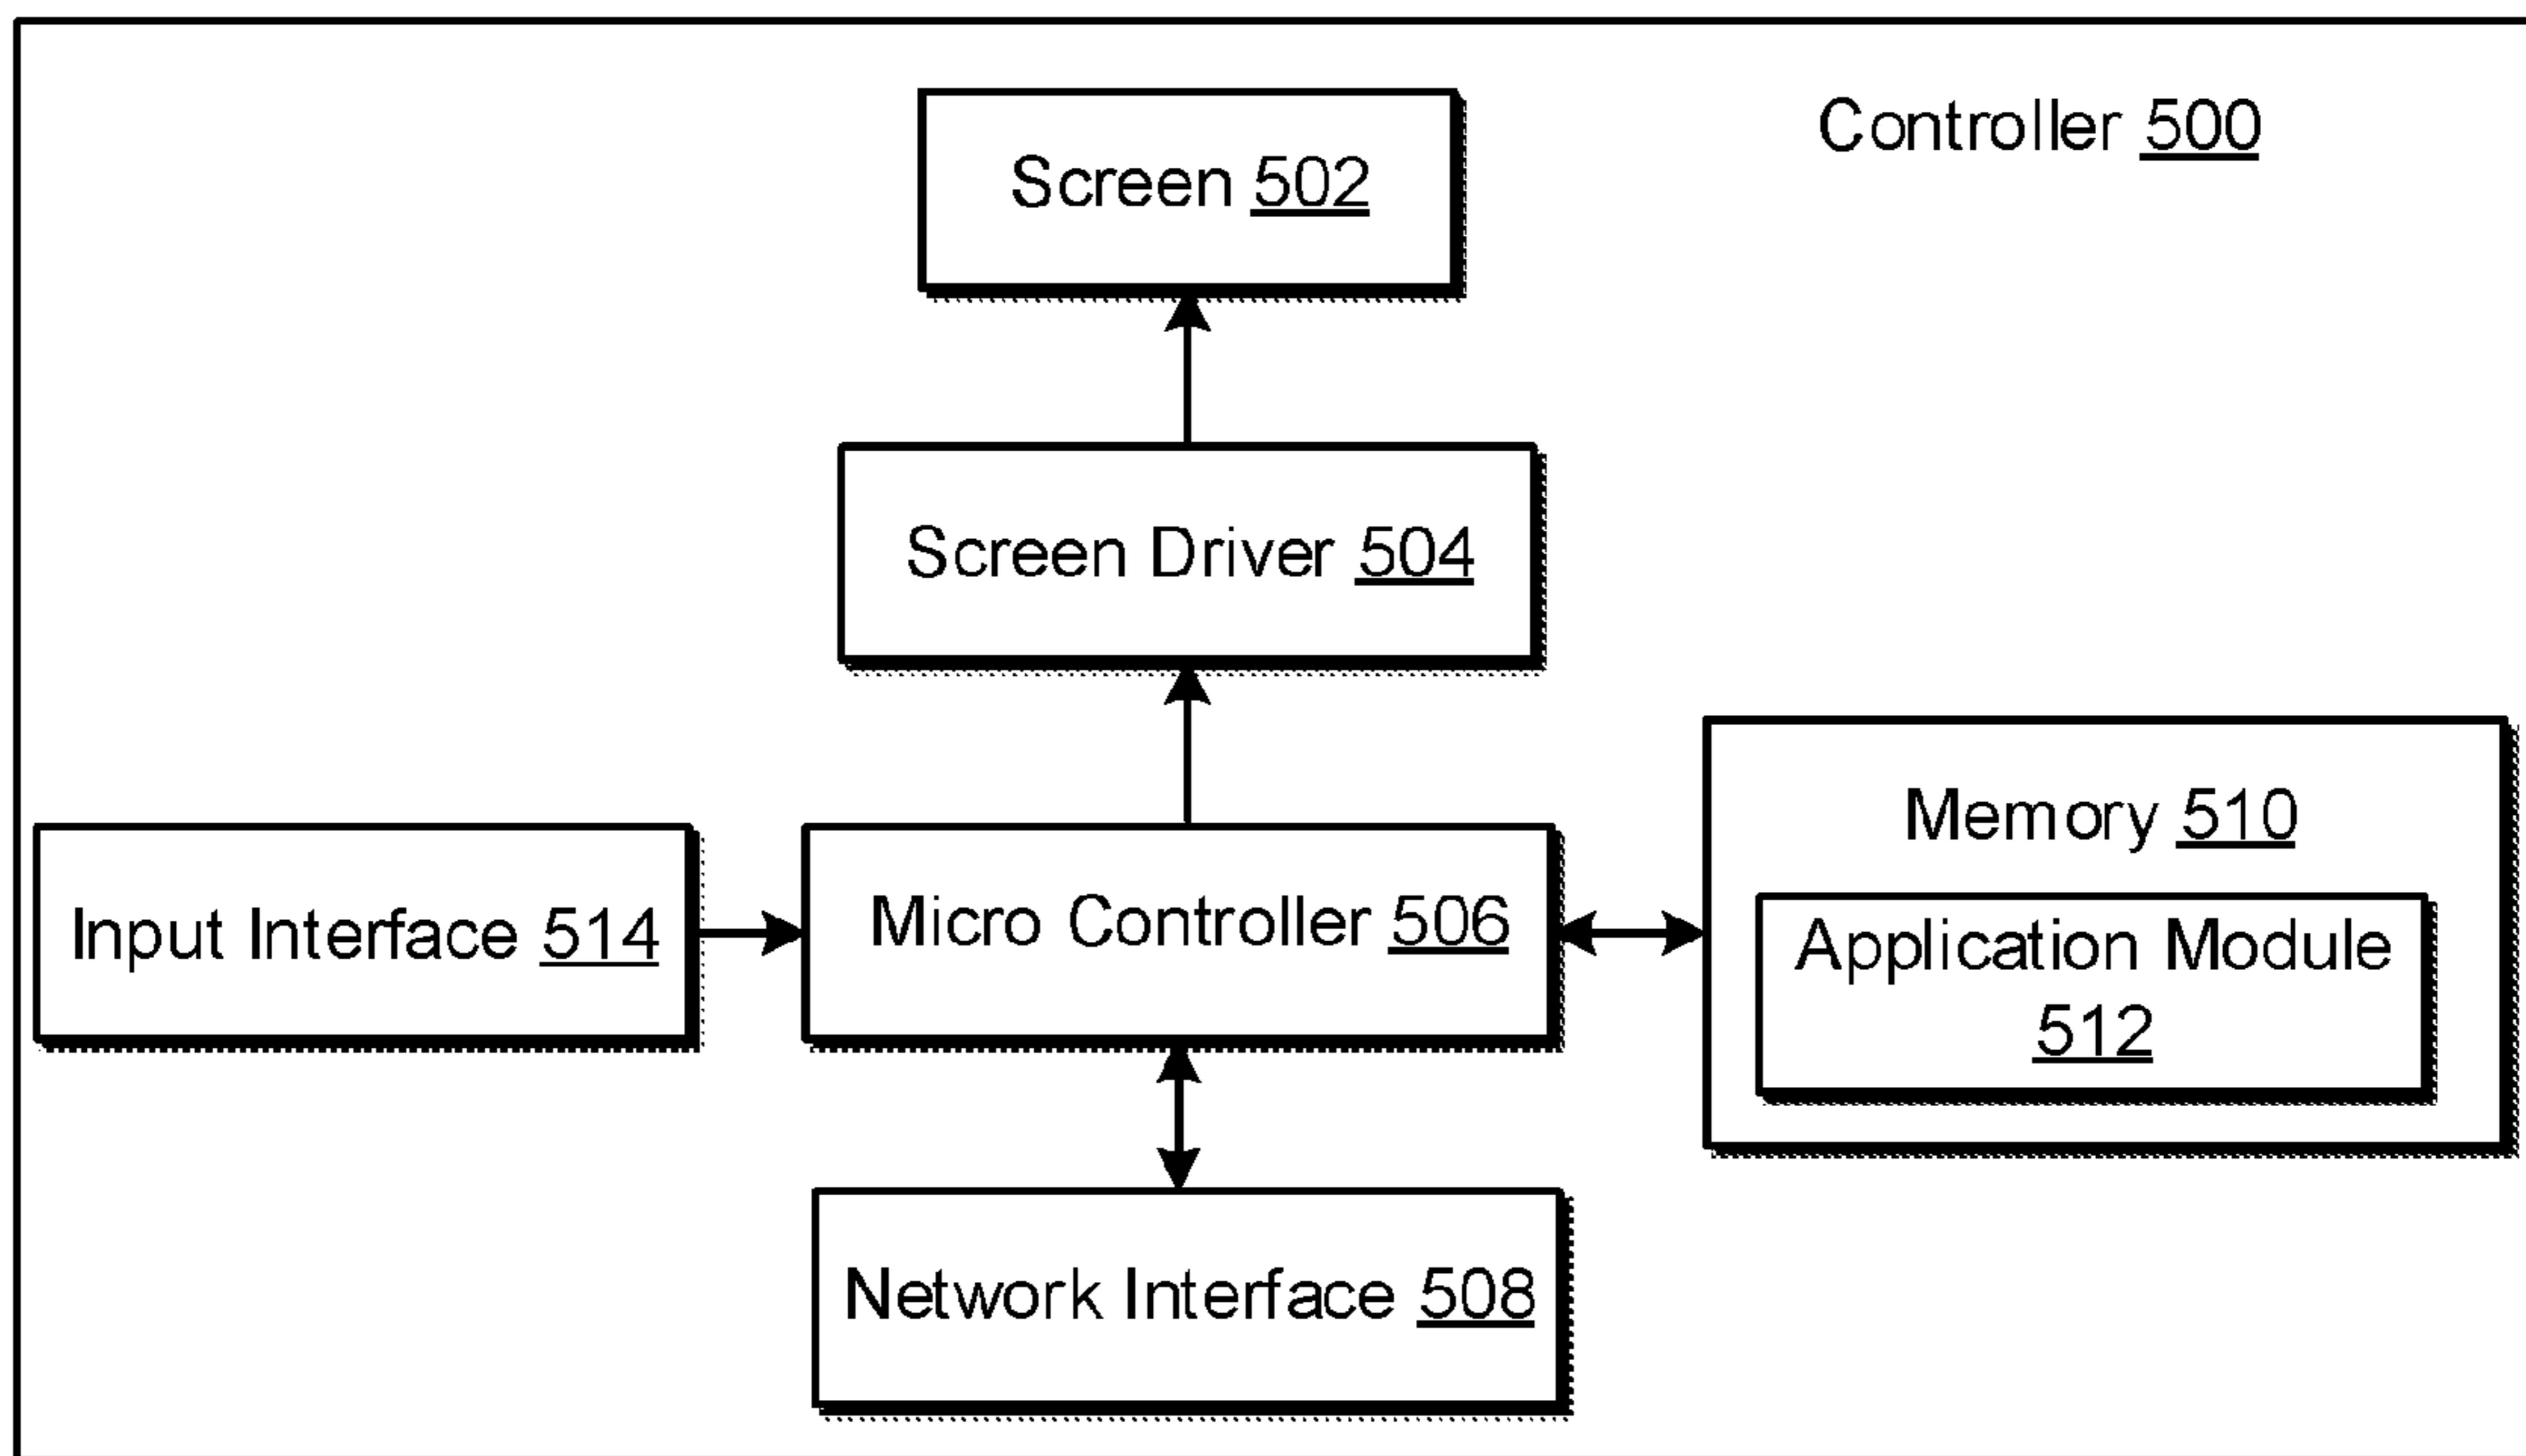 Controller 500
Screen 502
Screen Driver 504
Memory 510
Input Interface 514
Micro Controller 506
Application Module
512
Network Interface 508